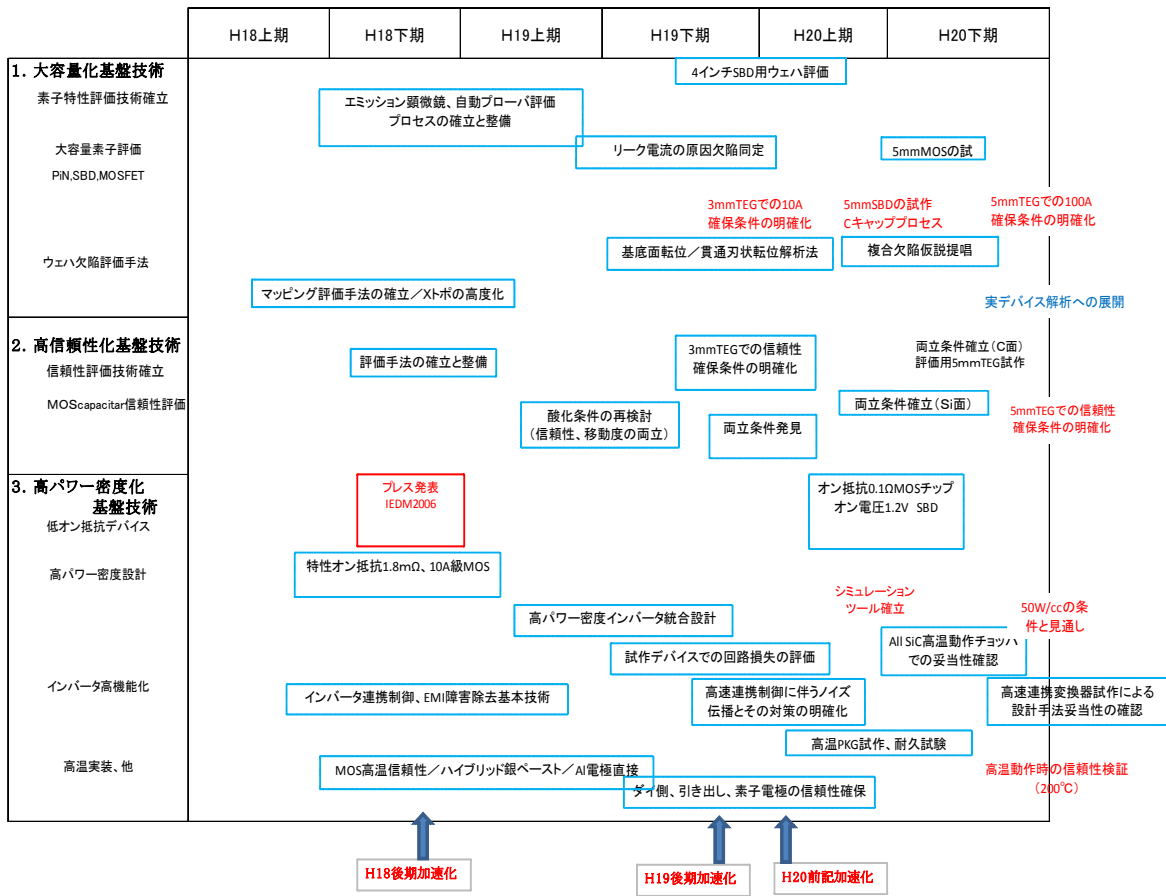 H18上期
H18下期
H19上期
H19下期
H20上期
H20下期
1. 大容量化基盤技術
4インチSBD用ウェハ評価
素子特性評価技術確立
エミッション顕微鏡、自動プローバ評価
プロセスの確立と整備
大容量素子評価
リーク電流の原因欠陥同定
5mmMOSの試
PiN,SBD,MOSFET
3mmTEGでの10A
確保条件の明確化
5mmSBDの試作
Cキャッププロセス
5mmTEGでの100A
確保条件の明確化
ウェハ欠陥評価手法
基底面転位／貫通刃状転位解析法
複合欠陥仮説提唱
マッピング評価手法の確立／Xトポの高度化
実デバイス解析への展開
2. 高信頼性化基盤技術
信頼性評価技術確立
評価手法の確立と整備
3mmTEGでの信頼性
確保条件の明確化
両立条件確立（C面）
評価用5mmTEG試作
MOScapacitar信頼性評価
酸化条件の再検討
（信頼性、移動度の両立）
両立条件発見
両立条件確立（Si面）
5mmTEGでの信頼性
確保条件の明確化
3. 高パワー密度化
基盤技術
低オン抵抗デバイス
プレス発表
IEDM2006
オン抵抗0.1ΩMOSチップ
オン電圧1.2V SBD
高パワー密度設計
特性オン抵抗1.8mΩ、10A級MOS
高パワー密度インバータ統合設計
シミュレーション
ツール確立
50W/ccの条
件と見通し
試作デバイスでの回路損失の評価
All SiC高温動作チョッパ
での妥当性確認
インバータ高機能化
インバータ連携制御、EMI障害除去基本技術
高速連携制御に伴うノイズ
伝播とその対策の明確化
高速連携変換器試作による
設計手法妥当性の確認
高温PKG試作、耐久試験
高温実装、他
MOS高温信頼性／ハイブリッド銀ペースト／Al電極直接
ダイ側、引き出し、素子電極の信頼性確保
高温動作時の信頼性検証
（200℃）
H18後期加速化
H19後期加速化
H20前記加速化